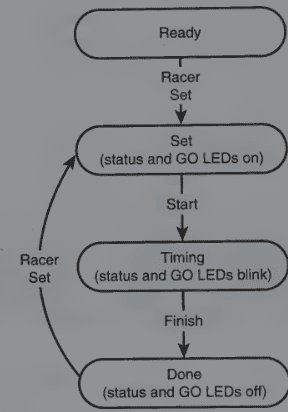 Ready
Racer
Set
Set
(status and GO LEDs on)
Start
Timing
(status and GO LEDs blink)
Racer
Set
Finish
Done
(status and GO LEDs off)